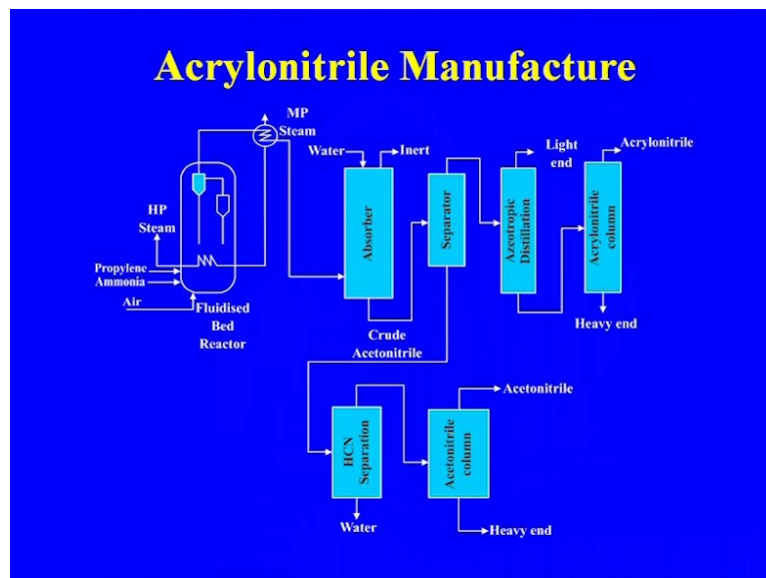 Acrylonitrile Manufacture
MP
Steam
Water
Inert
Light
end
Acrylonitrile
HP
Steam
Absorber
Separator
Azeotropic
Distillation
Acrylonitrile
column
Propylene
Ammonia
Air
Fluidised
Bed
Reactor
Heavy end
Crude
Acetonitrile
HCN
Separation
Acetonitrile
column
Acetonitrile
Water
Heavy end